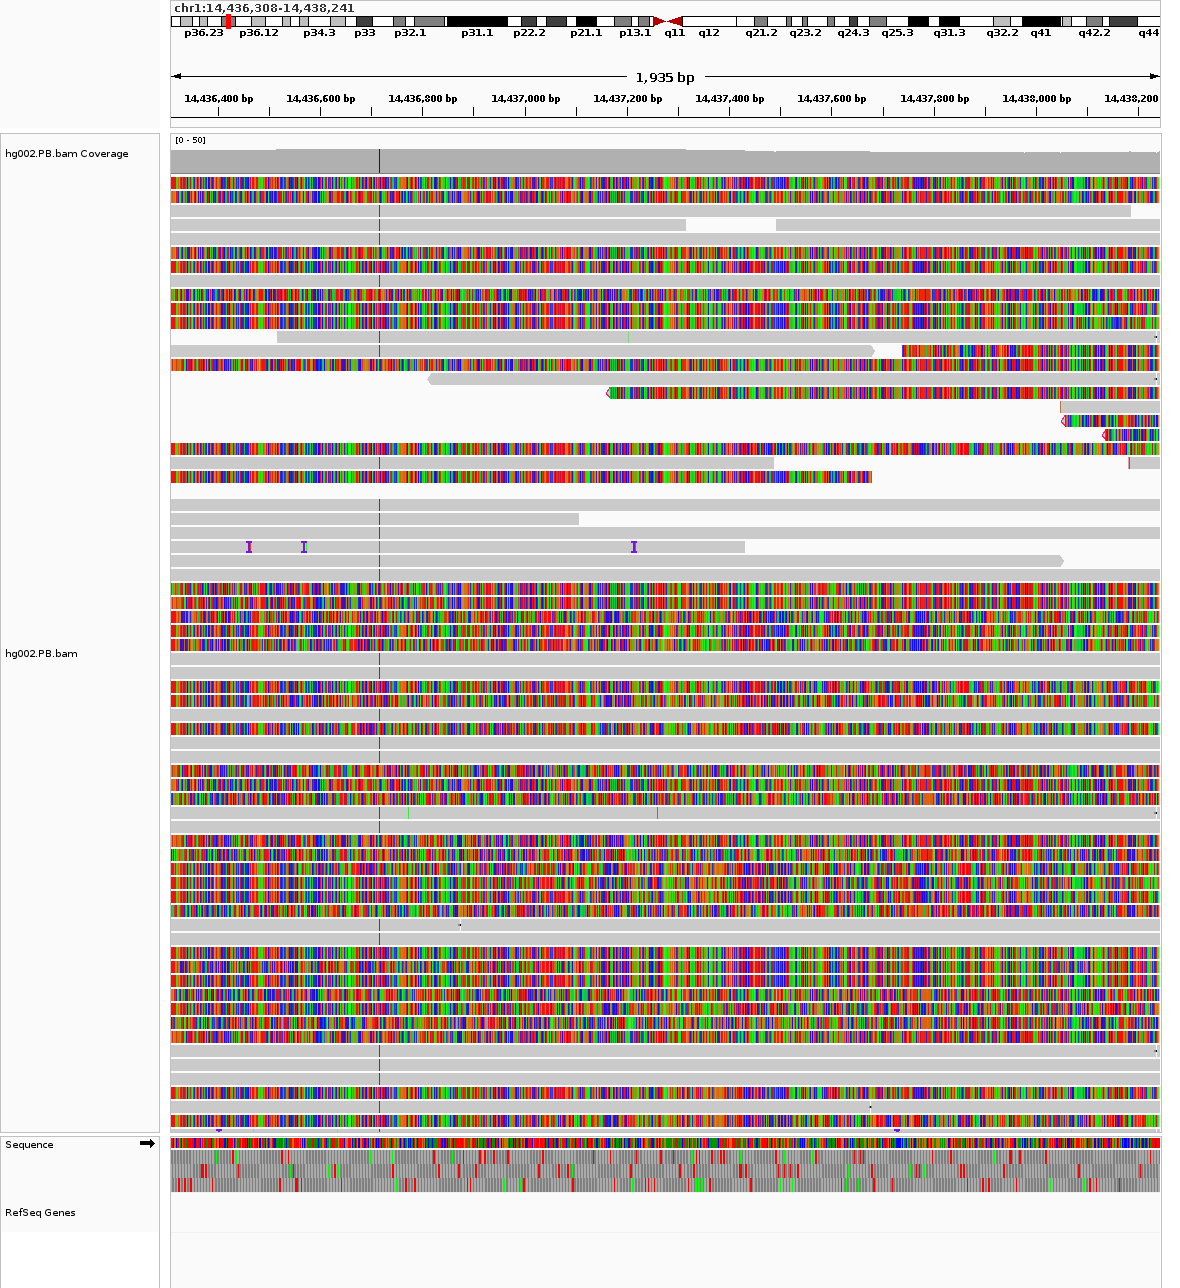 chr1:14,436,308-14,438,241
p36.23 p36.12 p34.3 p33 p32.1 p31.1 p22.2 p21.1 p13.1 q11 q12 q21.2 q23.2 q24.3 q25.3 q31.3 q32.2 q41 q42.2 q44
1,935 bp
14,436,400 bp 14,436,600 bp 14,436,800 bp 14,437,000 bp 14,437,200 bp 14,437,400 bp 14,437,600 bp 14,437,800 bp 14,438,000 bp 14,438,200
[0 - 50]
hg002.PB.bam Coverage
hg002.PB.bam
Sequence
RefSeq Genes